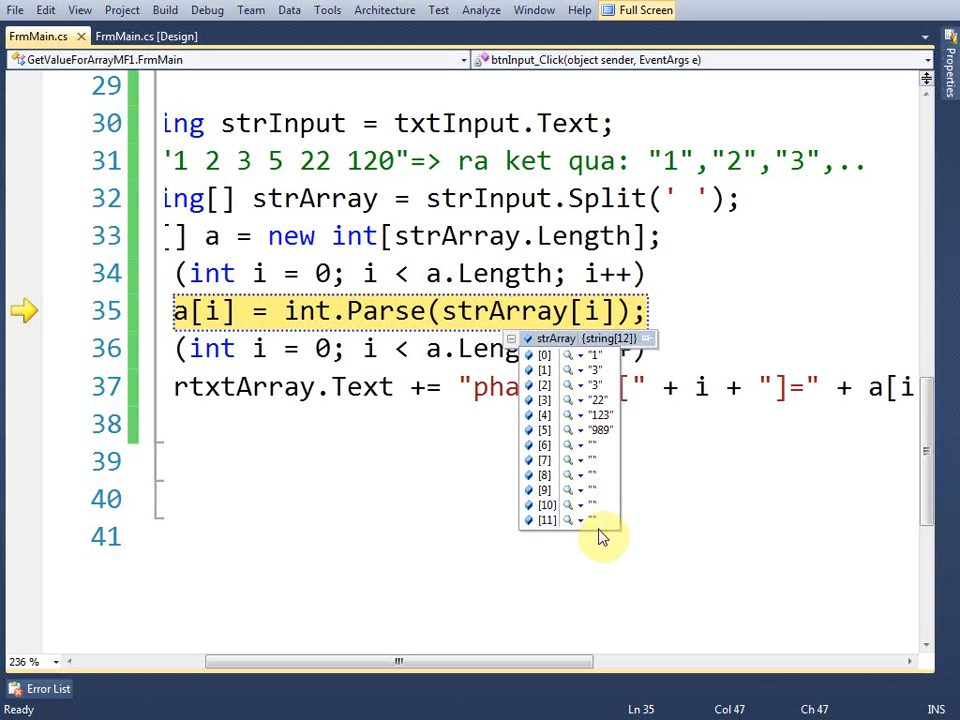 File Edit View Project Build Debug Team Data Tools Architecture Test Analyze Window Help Full Screen
FrmMain.cs FrmMain.cs [Design]
GetValueForArrayMF1.FrmMain btnInput_Click(object sender, EventArgs e)
Properties
29
30 ing strInput = txtInput.Text;
31 '1 2 3 5 22 120"=> ra ket qua: "1","2","3",..
32 ing[] strArray = strInput.Split(' ');
33 [] a = new int[strArray.Length];
34 (int i = 0; i < a.Length; i++)
35 a[i] = int.Parse(strArray[i]);
strArray {string[12]}
36 (int i = 0; i < a.Leng +)
[0] "1"
[1] "3"
37 rtxtArray.Text += "pha [" + i + "]=" + a[i
[2] "3"
[3] "22"
[4] "123"
38
[5] "989"
[6] ""
39
[7] ""
[8] ""
[9] ""
40
[10] ""
[11] ""
41
236 %
Error List
Ready Ln 35 Col 47 Ch 47 INS